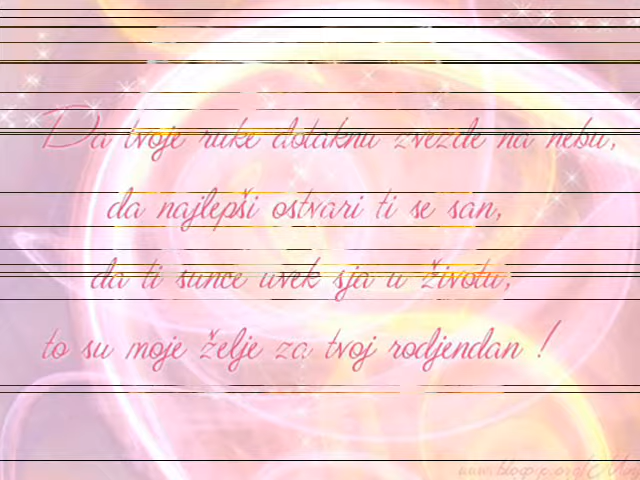 Da tvoje ruke dotaknu zvezde na nebu,
da najlepši ostvari ti se san,
da ti sunce uvek sja u životu,
to su moje želje za tvoj rodjendan !